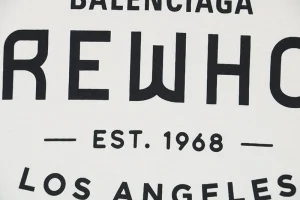 BALENCIAGA
REWHO
— EST. 1968 —
LOS ANGELES